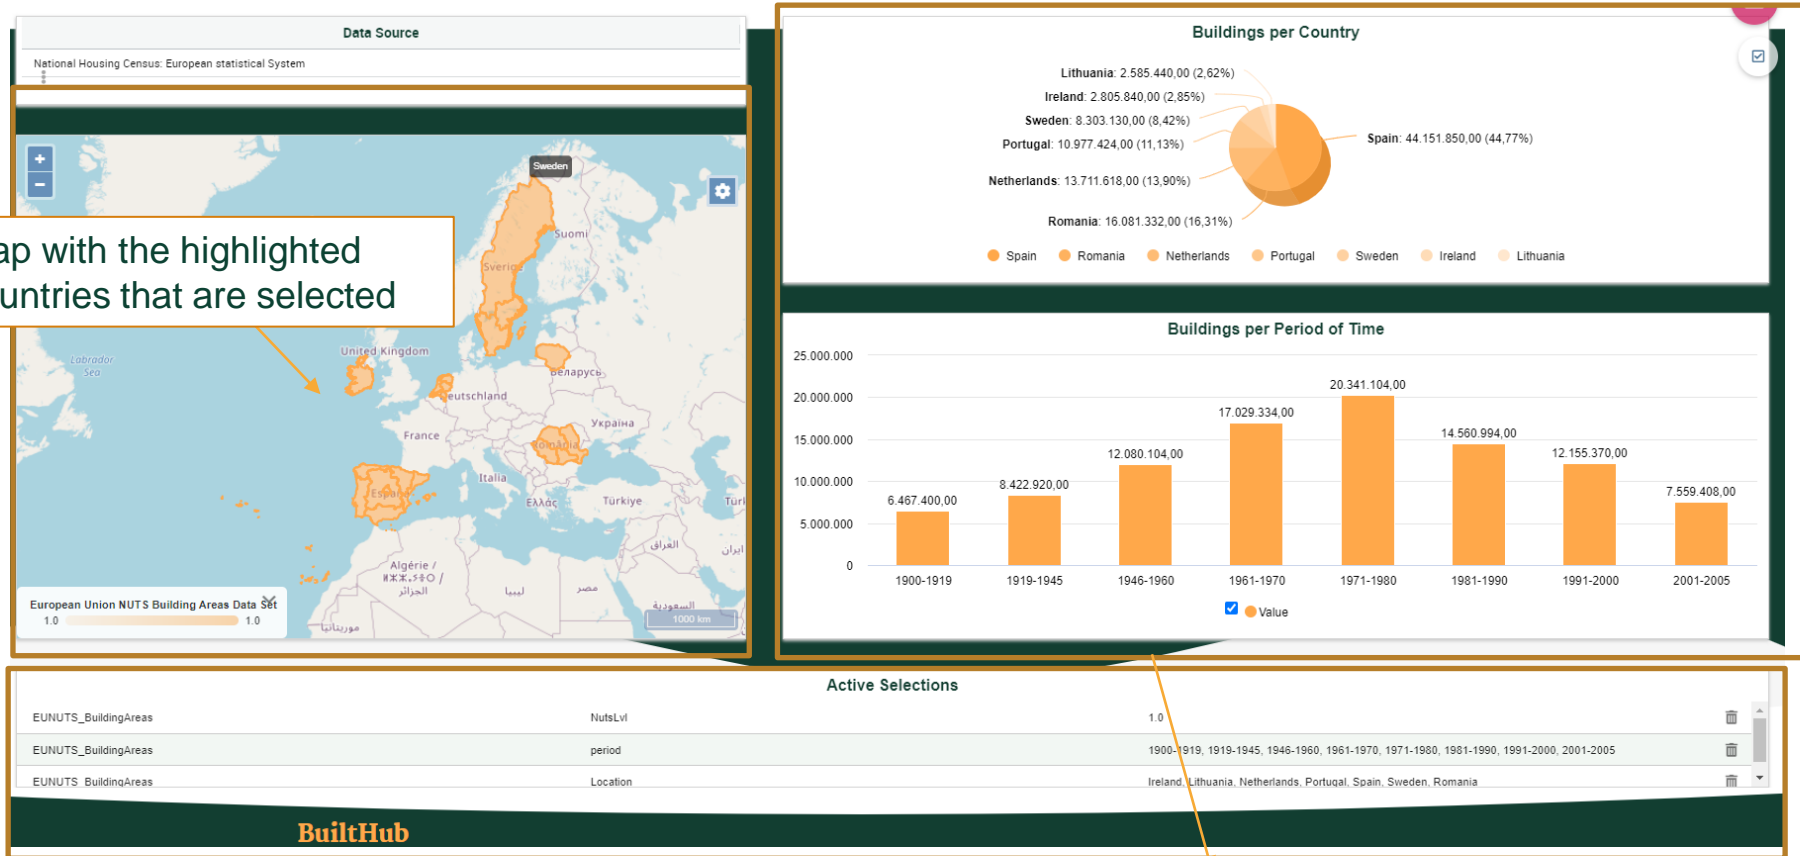 Data Source
National Housing Census: European statistical System
Sweden
Suomi
Sverige
ap with the highlighted
untries that are selected
Labrador
Sea
United Kingdom
Беларусь
eutschland
France
Україна
România
Italia
España
Ελλάς
Türkiye
Türk
Algérie /
العراق
ایران
الجزائر
ليبيا
مصر
السعودية
موريتانيا
European Union NUTS Building Areas Data Set
1.0 1.0
1000 km
Buildings per Country
Lithuania: 2.585.440,00 (2,62%)
Ireland: 2.805.840,00 (2,85%)
Sweden: 8.303.130,00 (8,42%)
Portugal: 10.977.424,00 (11,13%)
Spain: 44.151.850,00 (44,77%)
Netherlands: 13.711.618,00 (13,90%)
Romania: 16.081.332,00 (16,31%)
Spain Romania Netherlands Portugal Sweden Ireland Lithuania
Buildings per Period of Time
25.000.000
20.000.000
15.000.000
10.000.000
5.000.000
0
6.467.400,00
8.422.920,00
12.080.104,00
17.029.334,00
20.341.104,00
14.560.994,00
12.155.370,00
7.559.408,00
1900-1919 1919-1945 1946-1960 1961-1970 1971-1980 1981-1990 1991-2000 2001-2005
Value
Active Selections
EUNUTS_BuildingAreas NutsLvl 1.0
EUNUTS_BuildingAreas period 1900-1919, 1919-1945, 1946-1960, 1961-1970, 1971-1980, 1981-1990, 1991-2000, 2001-2005
EUNUTS_BuildingAreas Location Ireland, Lithuania, Netherlands, Portugal, Spain, Sweden, Romania
BuiltHub